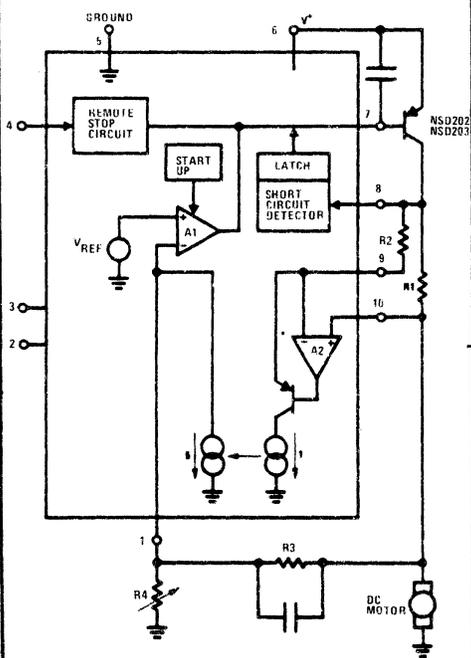 GROUND
5
6
V+
4
REMOTE
STOP
CIRCUIT
7
NSD202
NSD203
START
UP
LATCH
SHORT
CIRCUIT
DETECTOR
8
R2
A1
+
−
VREF
9
R1
3
10
2
−
+
A2
1
1
R3
R4
DC
MOTOR